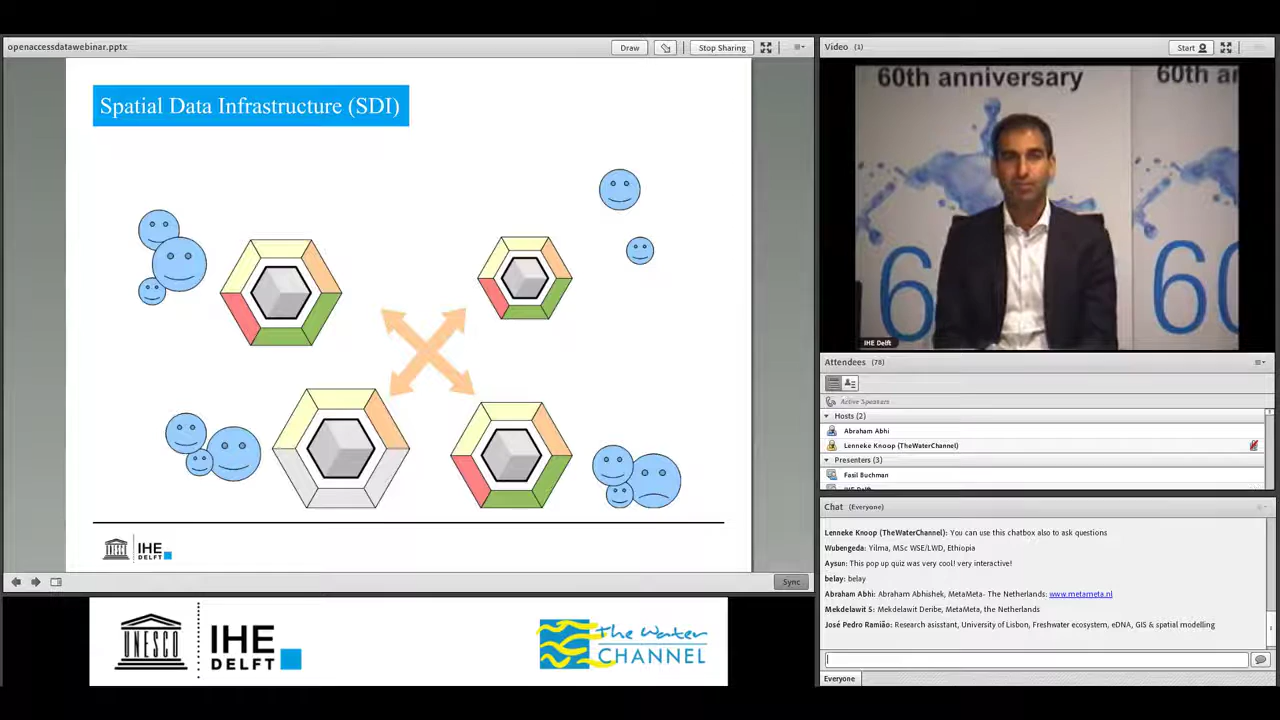 openaccessdatawebinar.pptx
Draw
Stop Sharing
Spatial Data Infrastructure (SDI)
IHE
DELFT
Sync
UNESCO
IHE
DELFT
The Water
CHANNEL
Video (1)
Start
60th anniversary
60th an
60
6
IHE Delft
Attendees (78)
Active Speakers
Hosts (2)
Abraham Abhi
Lenneke Knoop (TheWaterChannel)
Presenters (3)
Fasil Buchman
IHE Delft
Chat (Everyone)
Lenneke Knoop (TheWaterChannel): You can use this chatbox also to ask questions
Wubengeda: Yilma, MSc WSE/LWD, Ethiopia
Aysun: This pop up quiz was very cool! very interactive!
belay: belay
Abraham Abhi: Abraham Abhishek, MetaMeta- The Netherlands: www.metameta.nl
Mekdelawit S: Mekdelawit Deribe, MetaMeta, the Netherlands
José Pedro Ramião: Research asistant, University of Lisbon, Freshwater ecosystem, eDNA, GIS & spatial modelling
Everyone